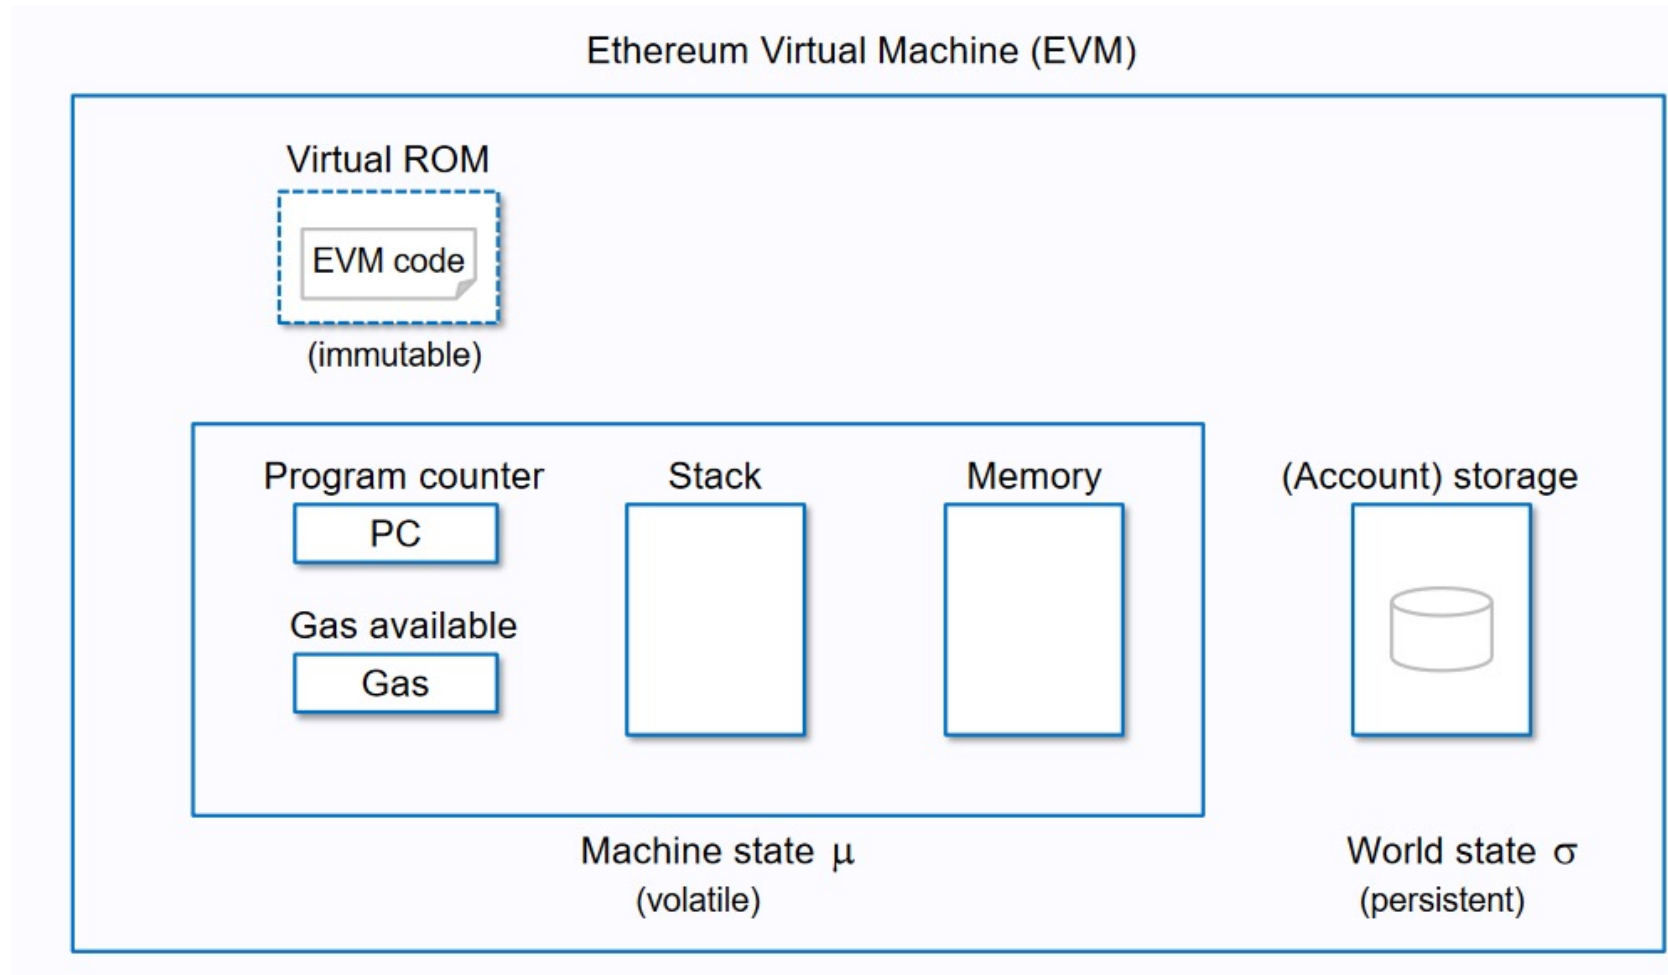 Ethereum Virtual Machine (EVM)
Virtual ROM
EVM code
(immutable)
Program counter
PC
Gas available
Gas
Stack
Memory
(Account) storage
Machine state μ
(volatile)
World state σ
(persistent)